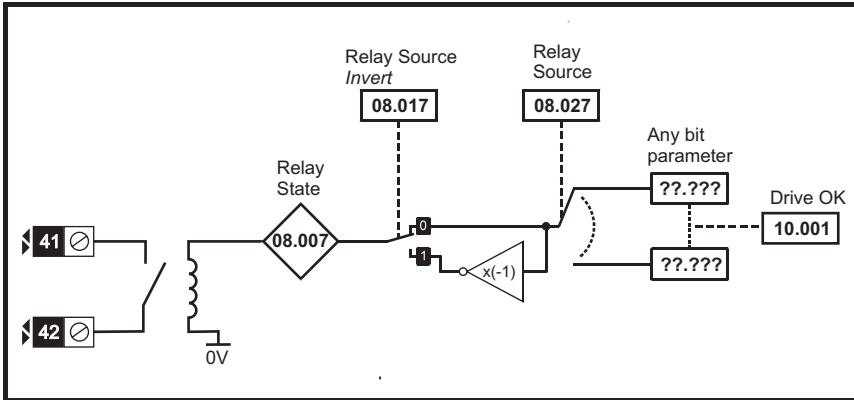 Relay Source
Invert
08.017
Relay
Source
08.027
Any bit
parameter
??.???
Drive OK
10.001
??.???
Relay
State
08.007
0
1
x(-1)
41
42
0V